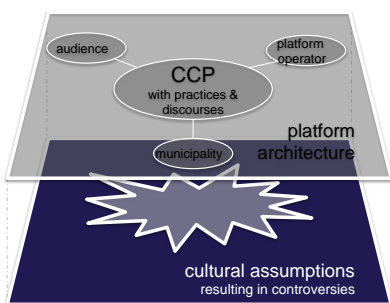 audience
platform
operator
CCP
with practices &
discourses
municipality
platform
architecture
cultural assumptions
resulting in controversies